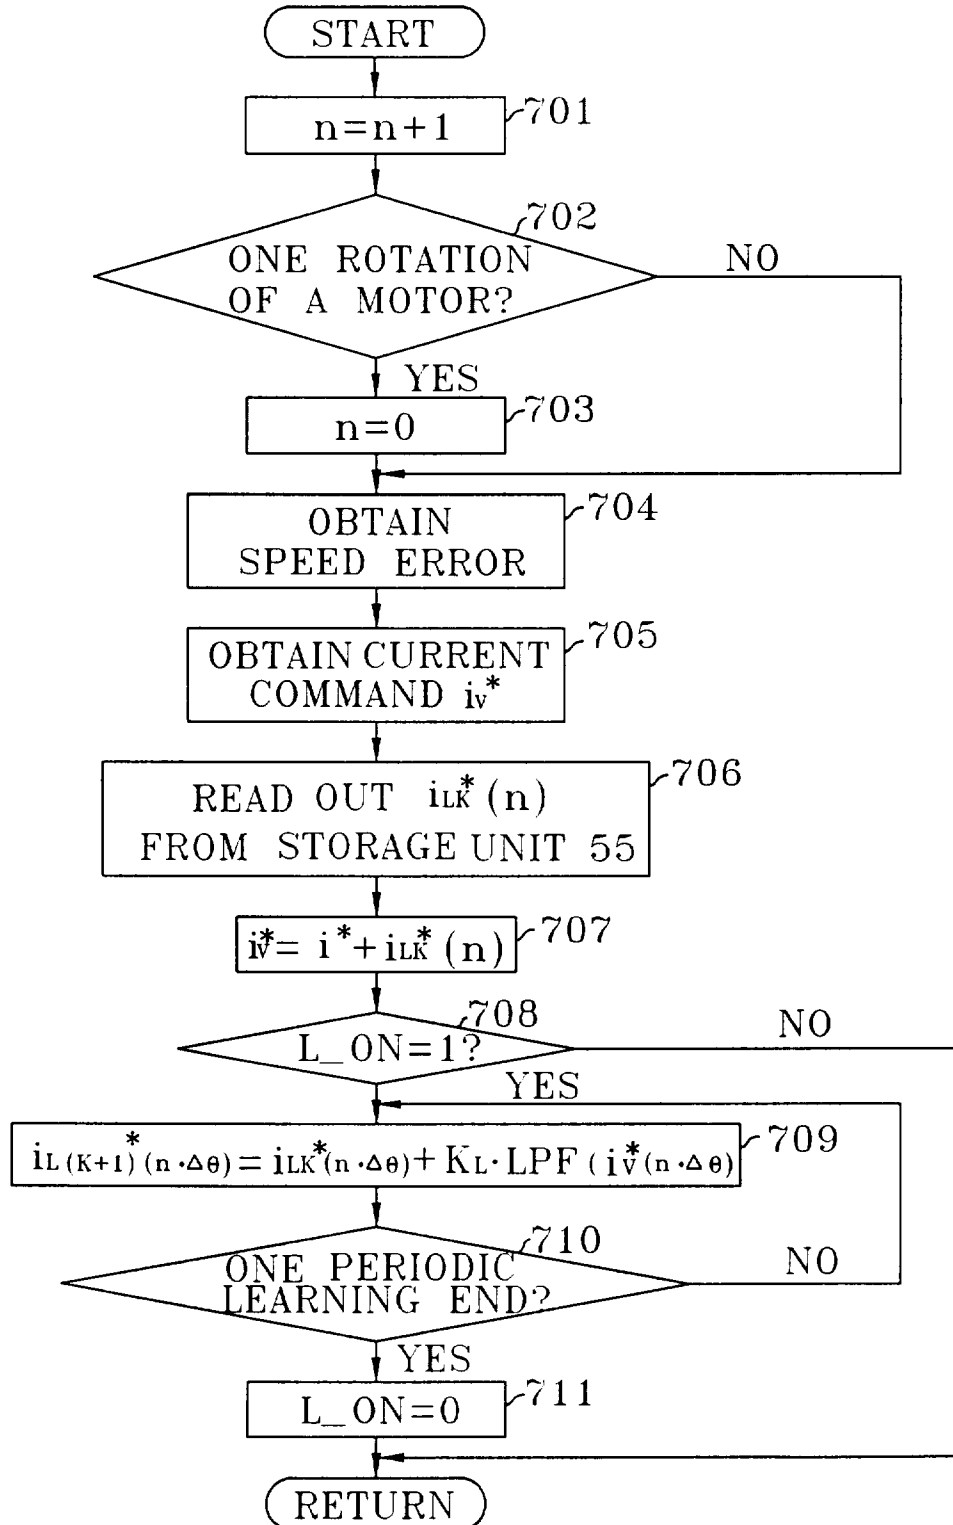 START
701
n=n+1
702
ONE ROTATION
OF A MOTOR?
NO
YES
703
n=0
704
OBTAIN
SPEED ERROR
705
OBTAIN CURRENT
COMMAND iv*
706
READ OUT iLK*(n)
FROM STORAGE UNIT 55
707
iv*= i*+iLK*(n)
708
L_ON=1?
NO
YES
709
iL(K+1)*(n·Δθ)=iLK*(n·Δθ)+KL·LPF(iv*(n·Δθ)
710
ONE PERIODIC
LEARNING END?
NO
YES
711
L_ON=0
RETURN